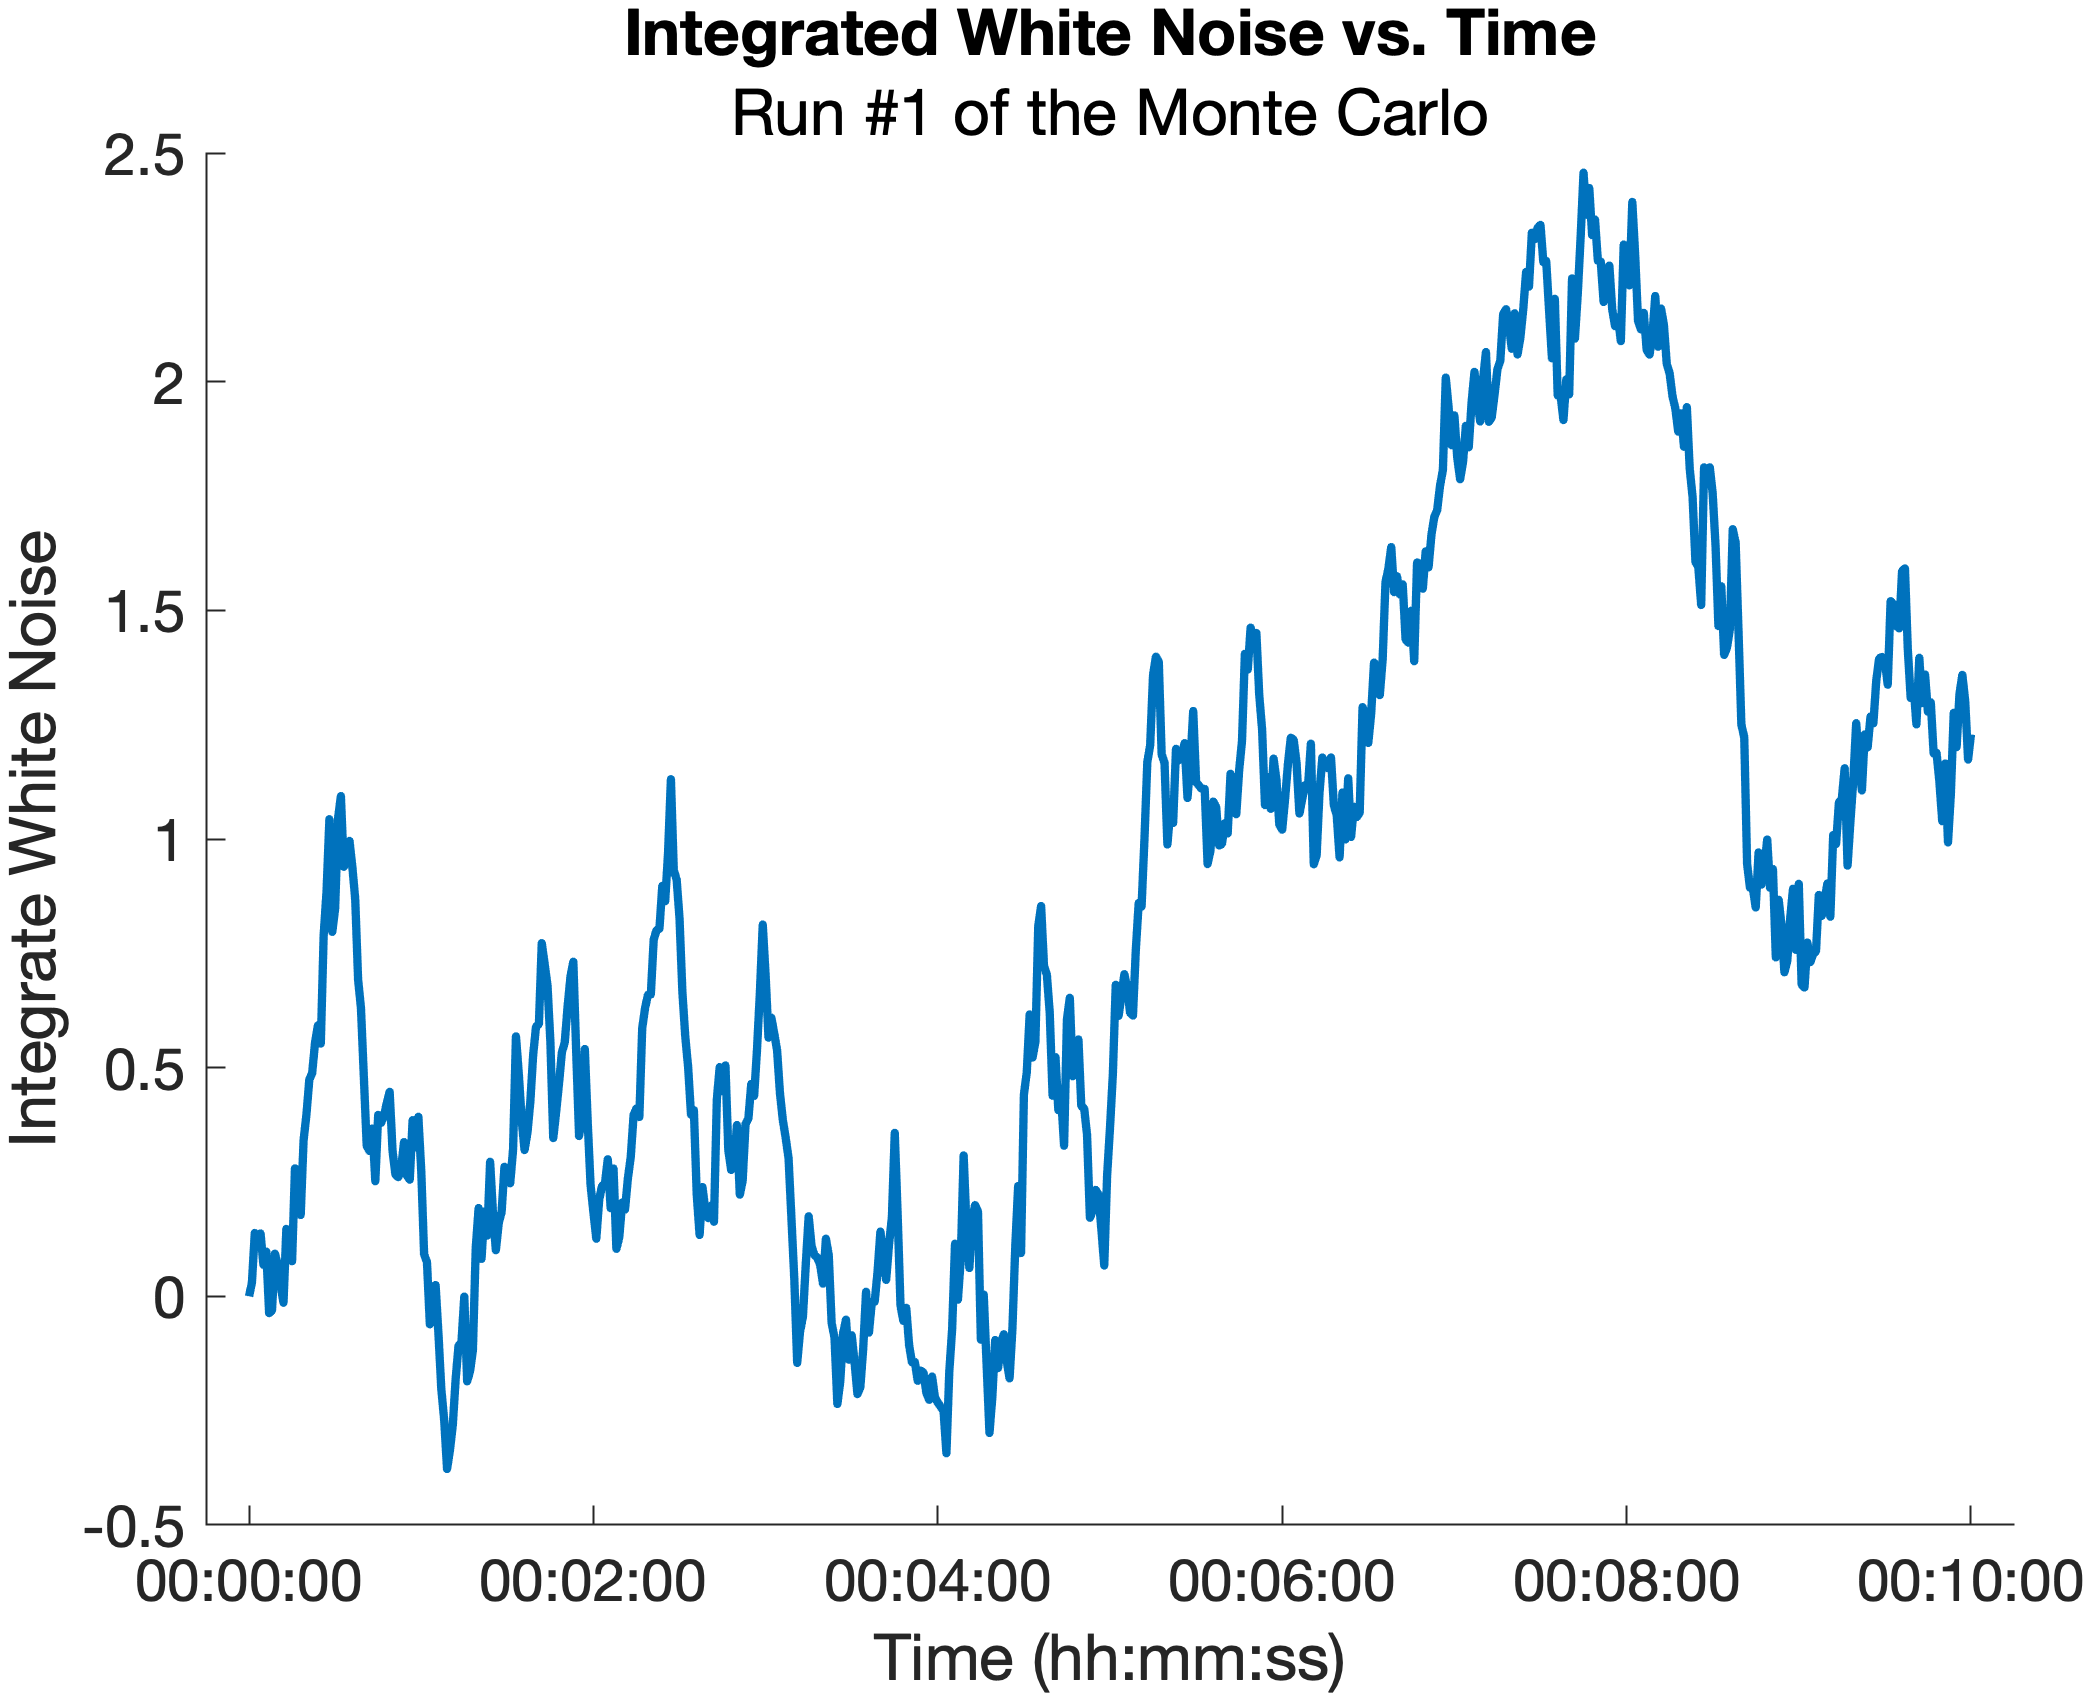 Integrated White Noise vs. Time
Run #1 of the Monte Carlo
2.5
2
1.5
1
0.5
0
-0.5
Integrate White Noise
00:00:00 00:02:00 00:04:00 00:06:00 00:08:00 00:10:00
Time (hh:mm:ss)